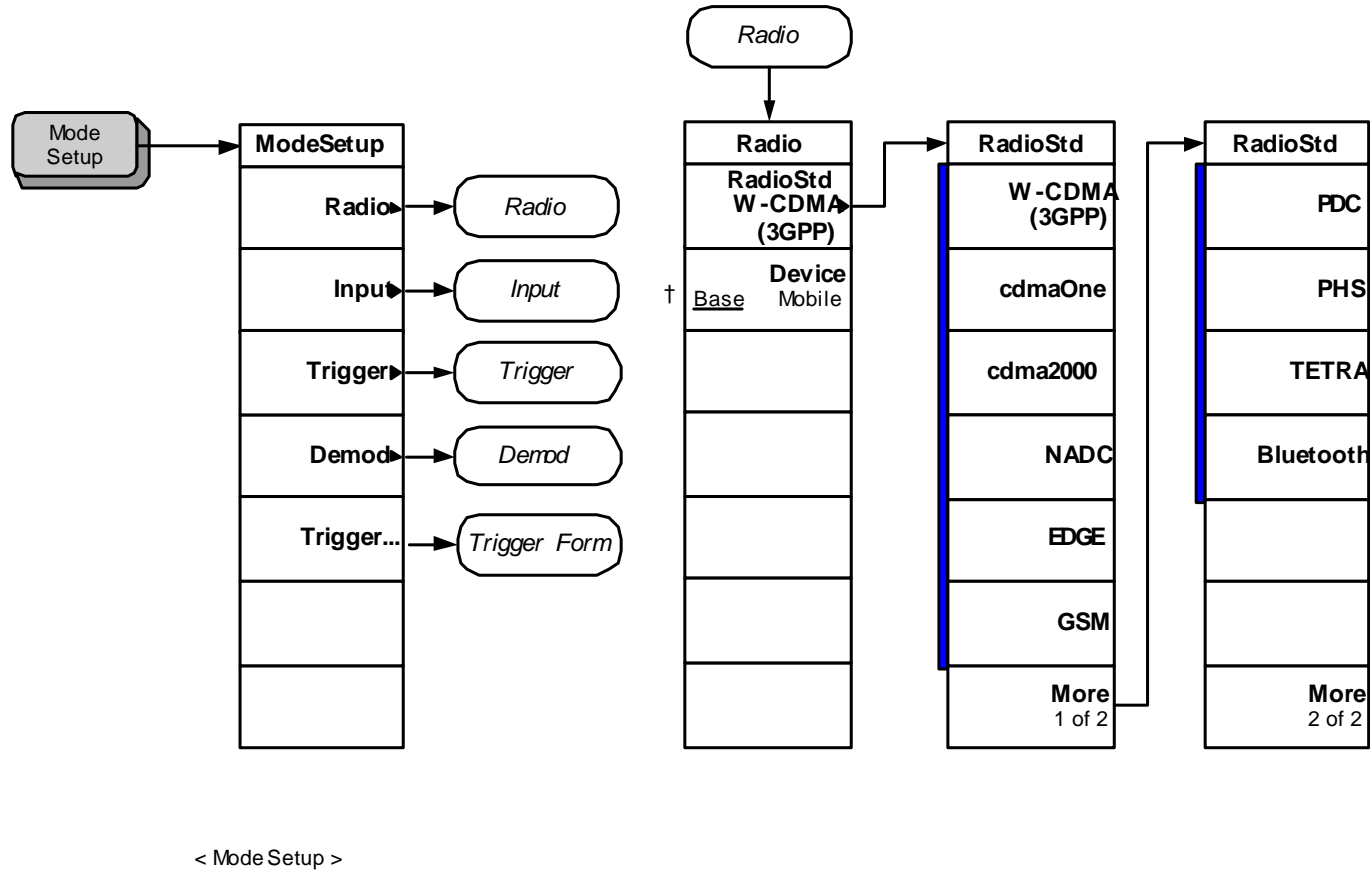 Radio
Mode
Setup
ModeSetup
Radio
Radio
Input
Input
Trigger
Trigger
Demod
Demod
Trigger...
Trigger Form
Radio
RadioStd
W-CDMA
(3GPP)
Device
† Base Mobile
RadioStd
W-CDMA
(3GPP)
cdmaOne
cdma2000
NADC
EDGE
GSM
More
1 of 2
RadioStd
PDC
PHS
TETRA
Bluetooth
More
2 of 2
< Mode Setup >